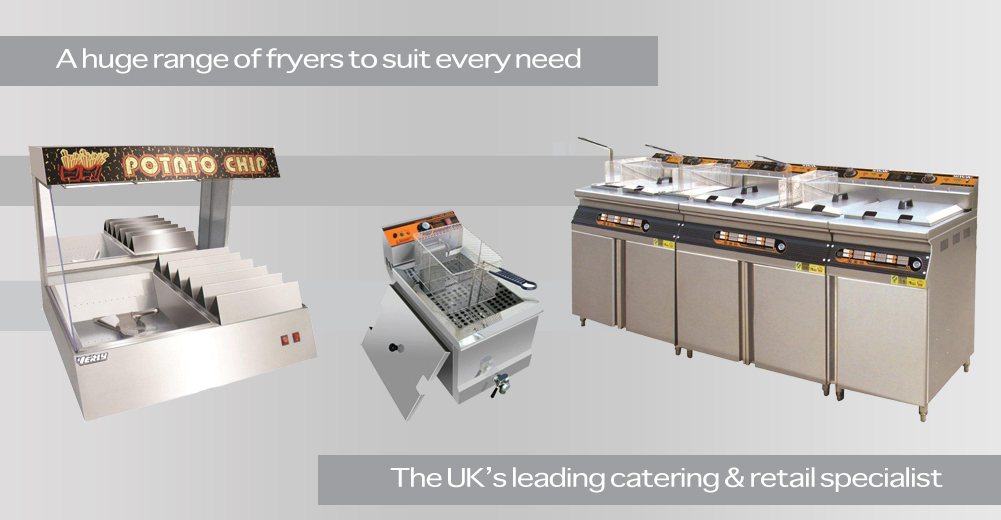 A huge range of fryers to suit every need
POTATO CHIP
The UK's leading catering & retail specialist